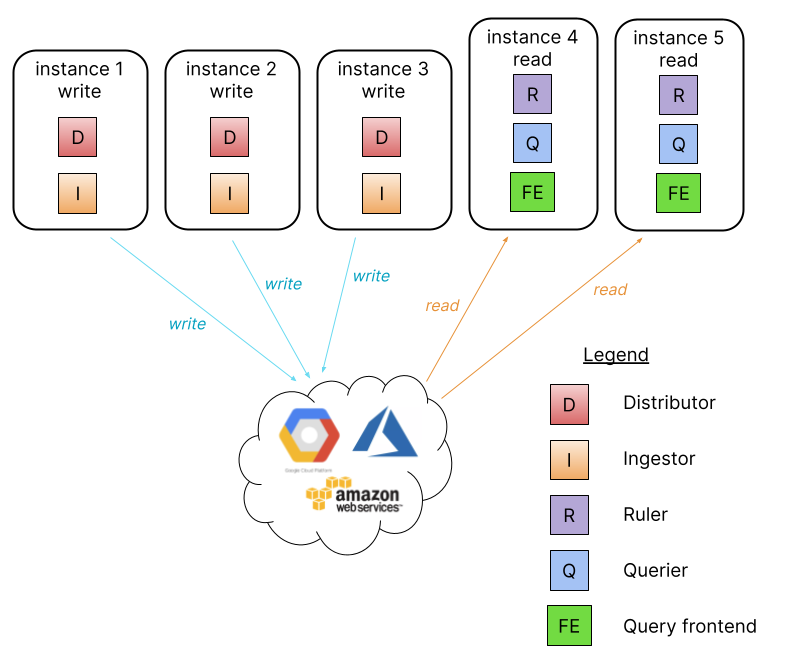 instance 1
write
D
I
instance 2
write
D
I
instance 3
write
D
I
instance 4
read
R
Q
FE
instance 5
read
R
Q
FE
write
write
write
read
read
Google Cloud Platform
amazon
web services™
Legend
D Distributor
I Ingestor
R Ruler
Q Querier
FE Query frontend